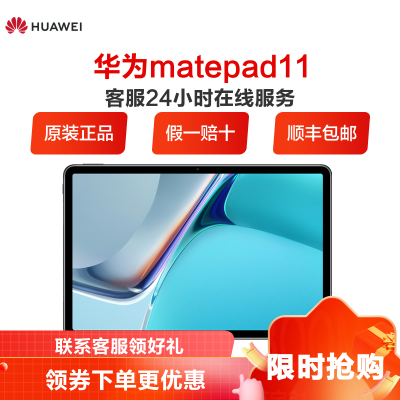 HUAWEI
华为matepad11
客服24小时在线服务
原装正品 假一赔十 顺丰包邮
联系客服领好礼
领券下单更优惠
限时抢购